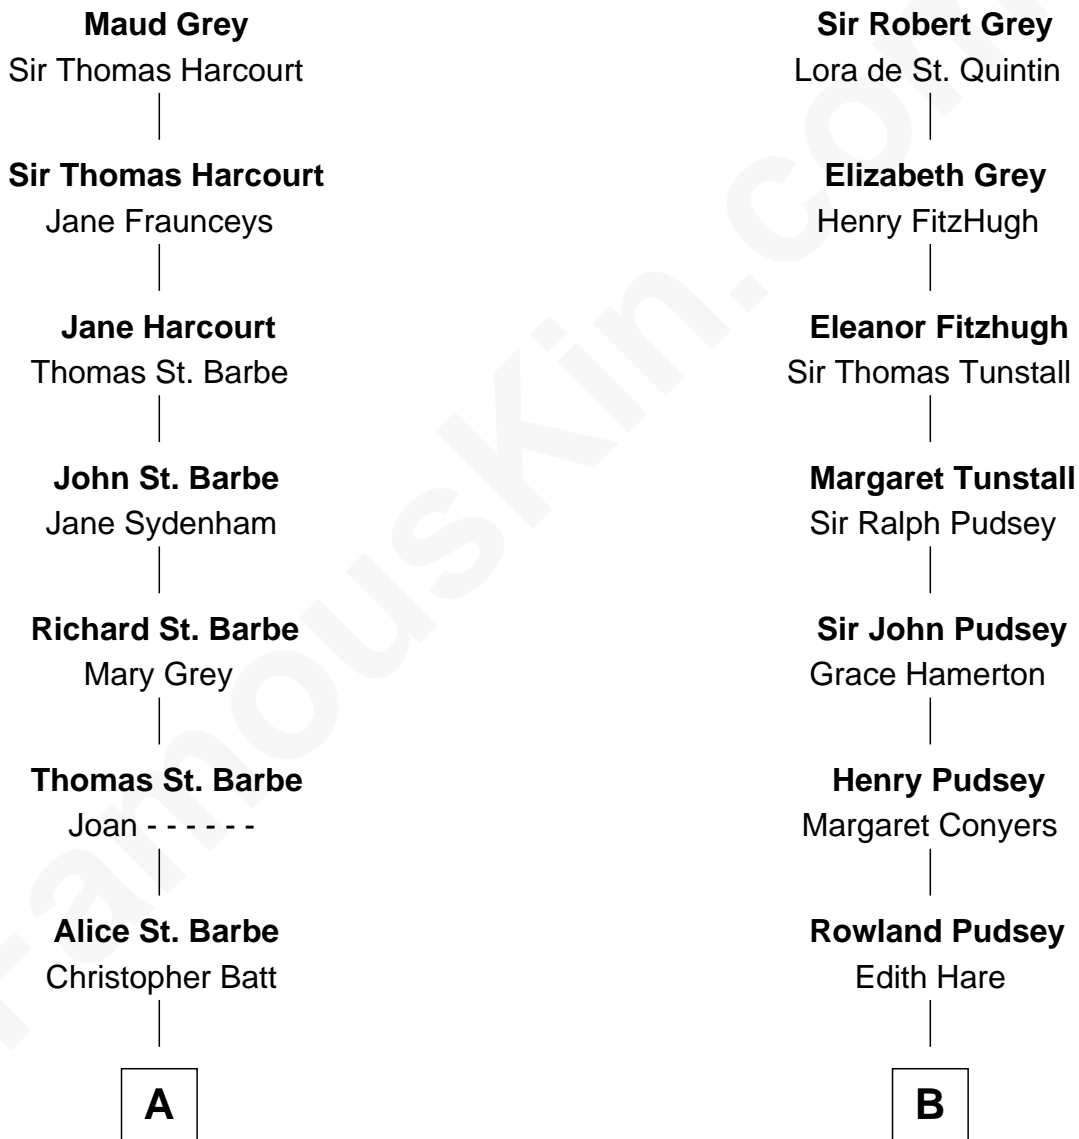 Maud Grey
Sir Thomas Harcourt
Sir Thomas Harcourt
Jane Fraunceys
Jane Harcourt
Thomas St. Barbe
John St. Barbe
Jane Sydenham
Richard St. Barbe
Mary Grey
Thomas St. Barbe
Joan - - - - - -
Alice St. Barbe
Christopher Batt
A
Sir Robert Grey
Lora de St. Quintin
Elizabeth Grey
Henry FitzHugh
Eleanor Fitzhugh
Sir Thomas Tunstall
Margaret Tunstall
Sir Ralph Pudsey
Sir John Pudsey
Grace Hamerton
Henry Pudsey
Margaret Conyers
Rowland Pudsey
Edith Hare
B
FamousKin.com